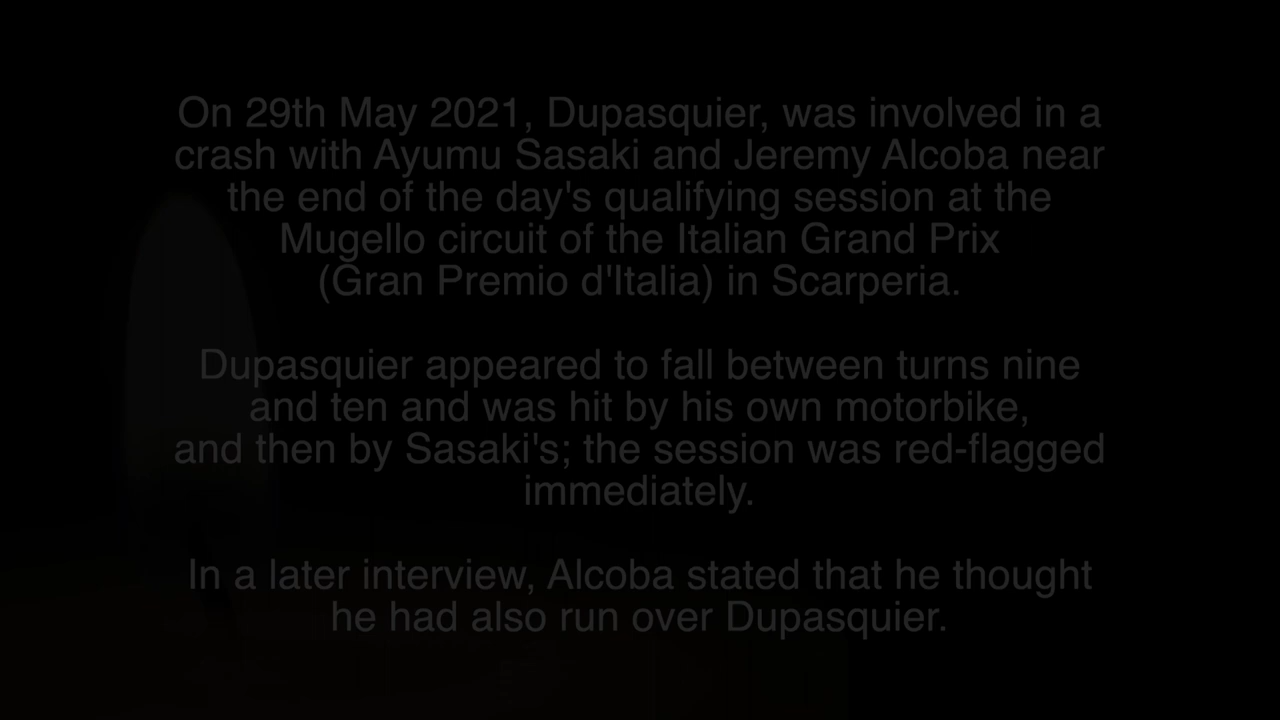 On 29th May 2021, Dupasquier, was involved in a
crash with Ayumu Sasaki and Jeremy Alcoba near
the end of the day's qualifying session at the
Mugello circuit of the Italian Grand Prix
(Gran Premio d'Italia) in Scarperia.
Dupasquier appeared to fall between turns nine
and ten and was hit by his own motorbike,
and then by Sasaki's; the session was red-flagged
immediately.
In a later interview, Alcoba stated that he thought
he had also run over Dupasquier.